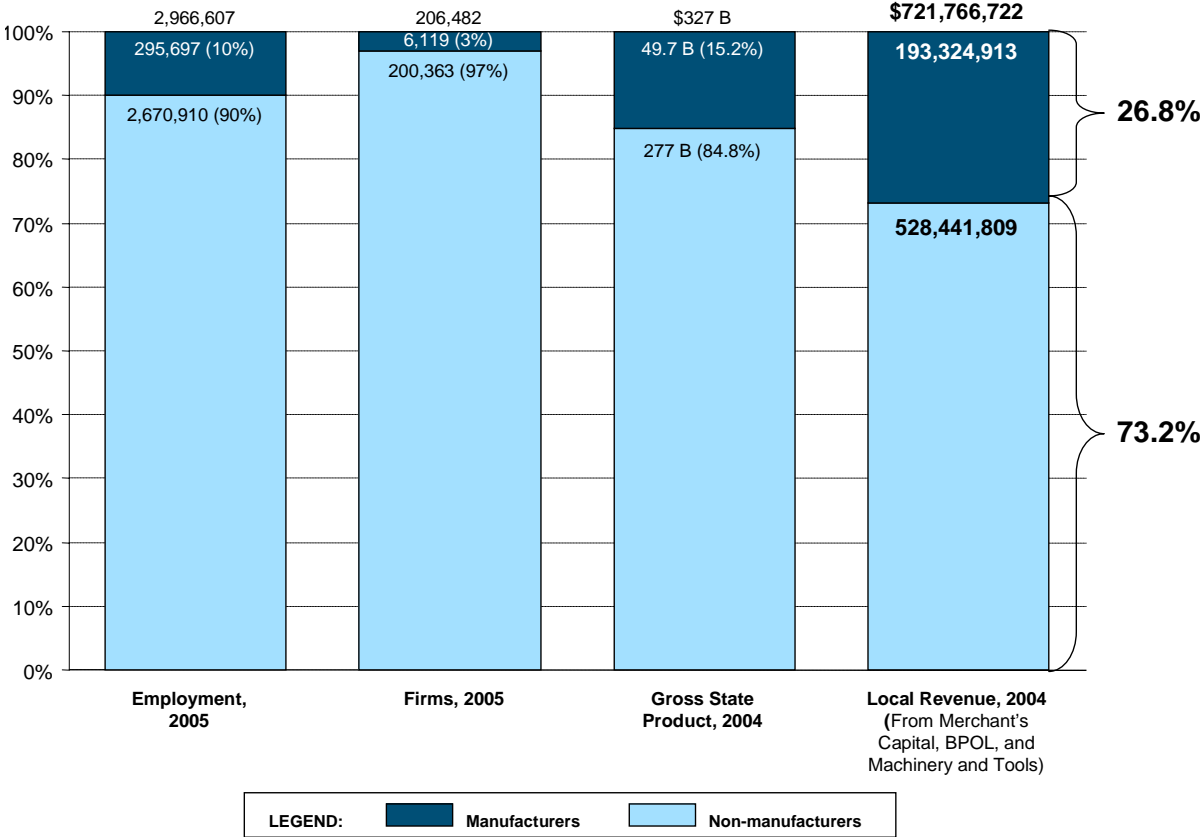 2,966,607
206,482
$327 B
$721,766,722
100%
90%
80%
70%
60%
50%
40%
30%
20%
10%
0%
295,697 (10%)
6,119 (3%)
49.7 B (15.2%)
193,324,913
2,670,910 (90%)
200,363 (97%)
277 B (84.8%)
528,441,809
26.8%
73.2%
Employment,
2005
Firms, 2005
Gross State
Product, 2004
Local Revenue, 2004
(From Merchant's
Capital, BPOL, and
Machinery and Tools)
LEGEND:
Manufacturers
Non-manufacturers